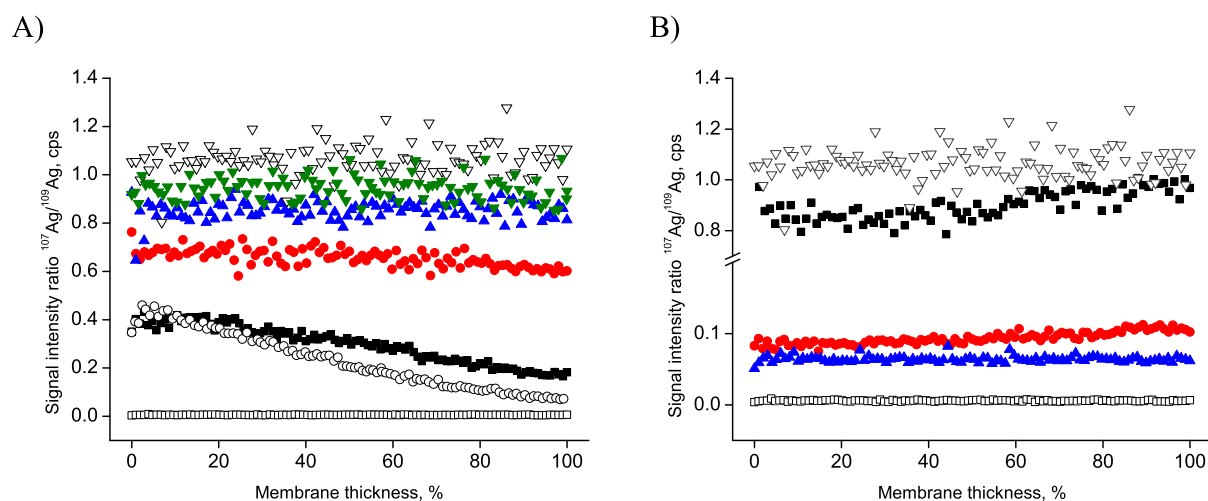 A)
B)
1.4
1.2
1.0
0.8
0.6
0.4
0.2
0.0
Signal intensity ratio ¹⁰⁷Ag/¹⁰⁹Ag, cps
0 20 40 60 80 100
Membrane thickness, %
1.4
1.2
1.0
0.8
0.1
0.0
Signal intensity ratio ¹⁰⁷Ag/¹⁰⁹Ag, cps
0 20 40 60 80 100
Membrane thickness, %